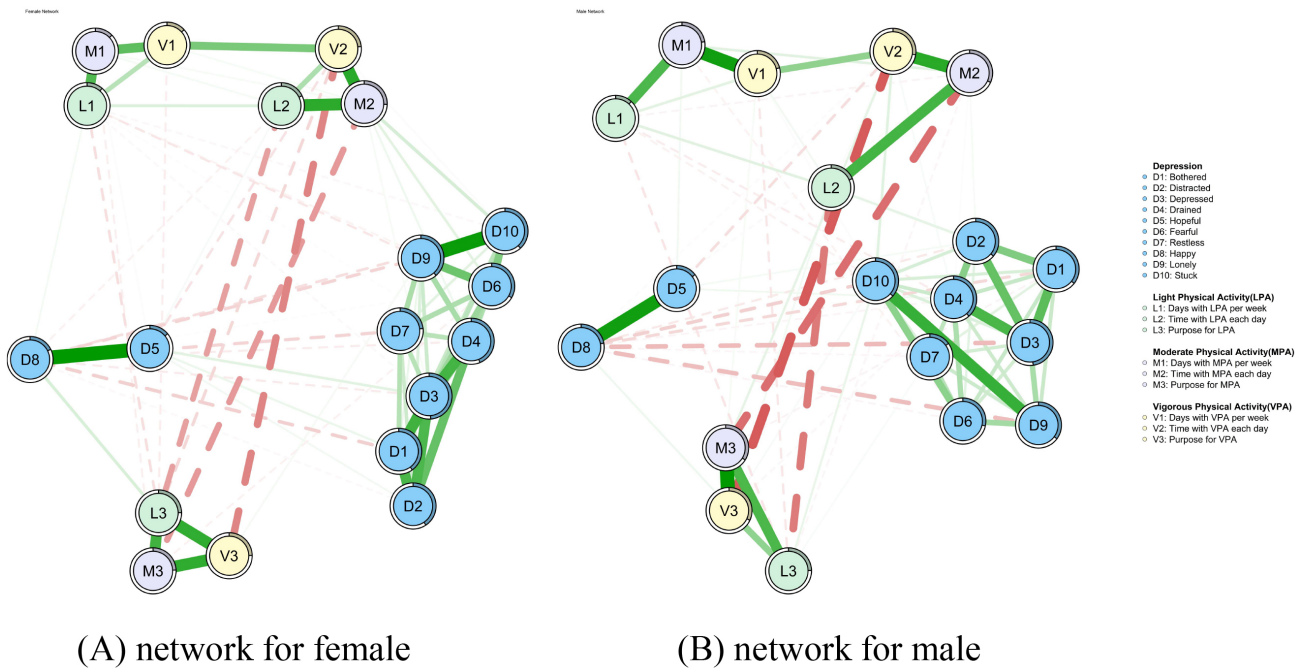 Female Network
Male Network
M1
V1
V2
L1
L2
M2
D10
D9
D6
D7
D4
D8
D5
D3
D1
D2
L3
V3
M3
M1
V1
V2
M2
L1
L2
D2
D1
D10
D5
D4
D8
D7
D3
D6
D9
M3
V3
L3
Depression
D1: Bothered
D2: Distracted
D3: Depressed
D4: Drained
D5: Hopeful
D6: Fearful
D7: Restless
D8: Happy
D9: Lonely
D10: Stuck
Light Physical Activity(LPA)
L1: Days with LPA per week
L2: Time with LPA each day
L3: Purpose for LPA
Moderate Physical Activity(MPA)
M1: Days with MPA per week
M2: Time with MPA each day
M3: Purpose for MPA
Vigorous Physical Activity(VPA)
V1: Days with VPA per week
V2: Time with VPA each day
V3: Purpose for VPA
(A) network for female
(B) network for male